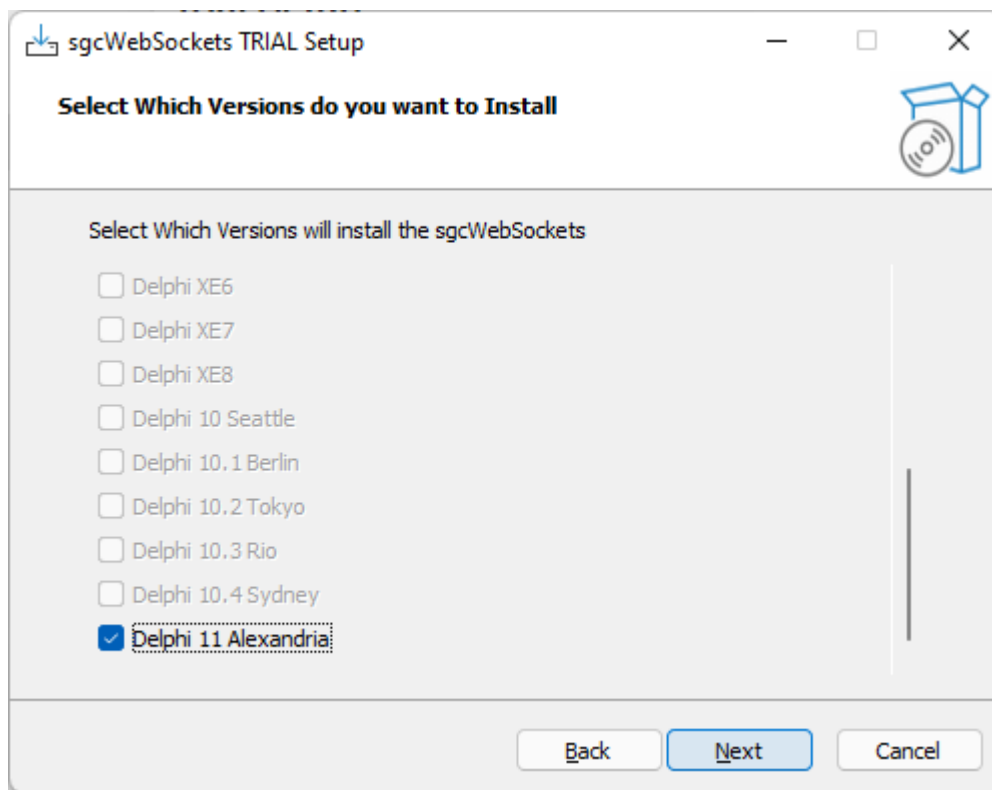 sgcWebSockets TRIAL Setup
Select Which Versions do you want to Install
Select Which Versions will install the sgcWebSockets
Delphi XE6
Delphi XE7
Delphi XE8
Delphi 10 Seattle
Delphi 10.1 Berlin
Delphi 10.2 Tokyo
Delphi 10.3 Rio
Delphi 10.4 Sydney
Delphi 11 Alexandria
Back Next Cancel